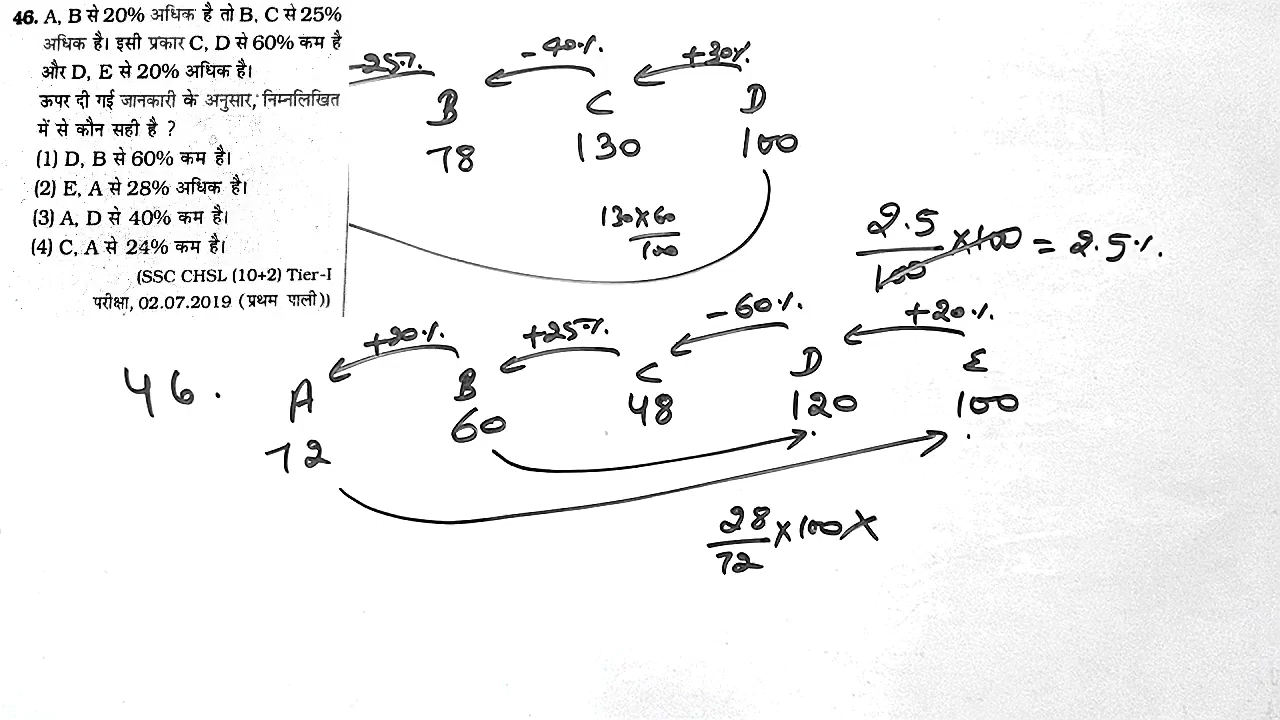 46. A, B से 20% अधिक है तो B, C से 25%
अधिक है। इसी प्रकार C, D से 60% कम है
और D, E से 20% अधिक है।
ऊपर दी गई जानकारी के अनुसार, निम्नलिखित
में से कौन सही है ?
(1) D, B से 60% कम है।
(2) E, A से 28% अधिक है।
(3) A, D से 40% कम है।
(4) C, A से 24% कम है।
(SSC CHSL (10+2) Tier-I
परीक्षा, 02.07.2019 (प्रथम पाली))
-25% -40% +30%
B C D
78 130 100
130×60
100
2.5
100
×100 = 2.5%
46.
+20% +25% -60% +20%
A B C D E
72 60 48 120 100
28
72
×100 ×